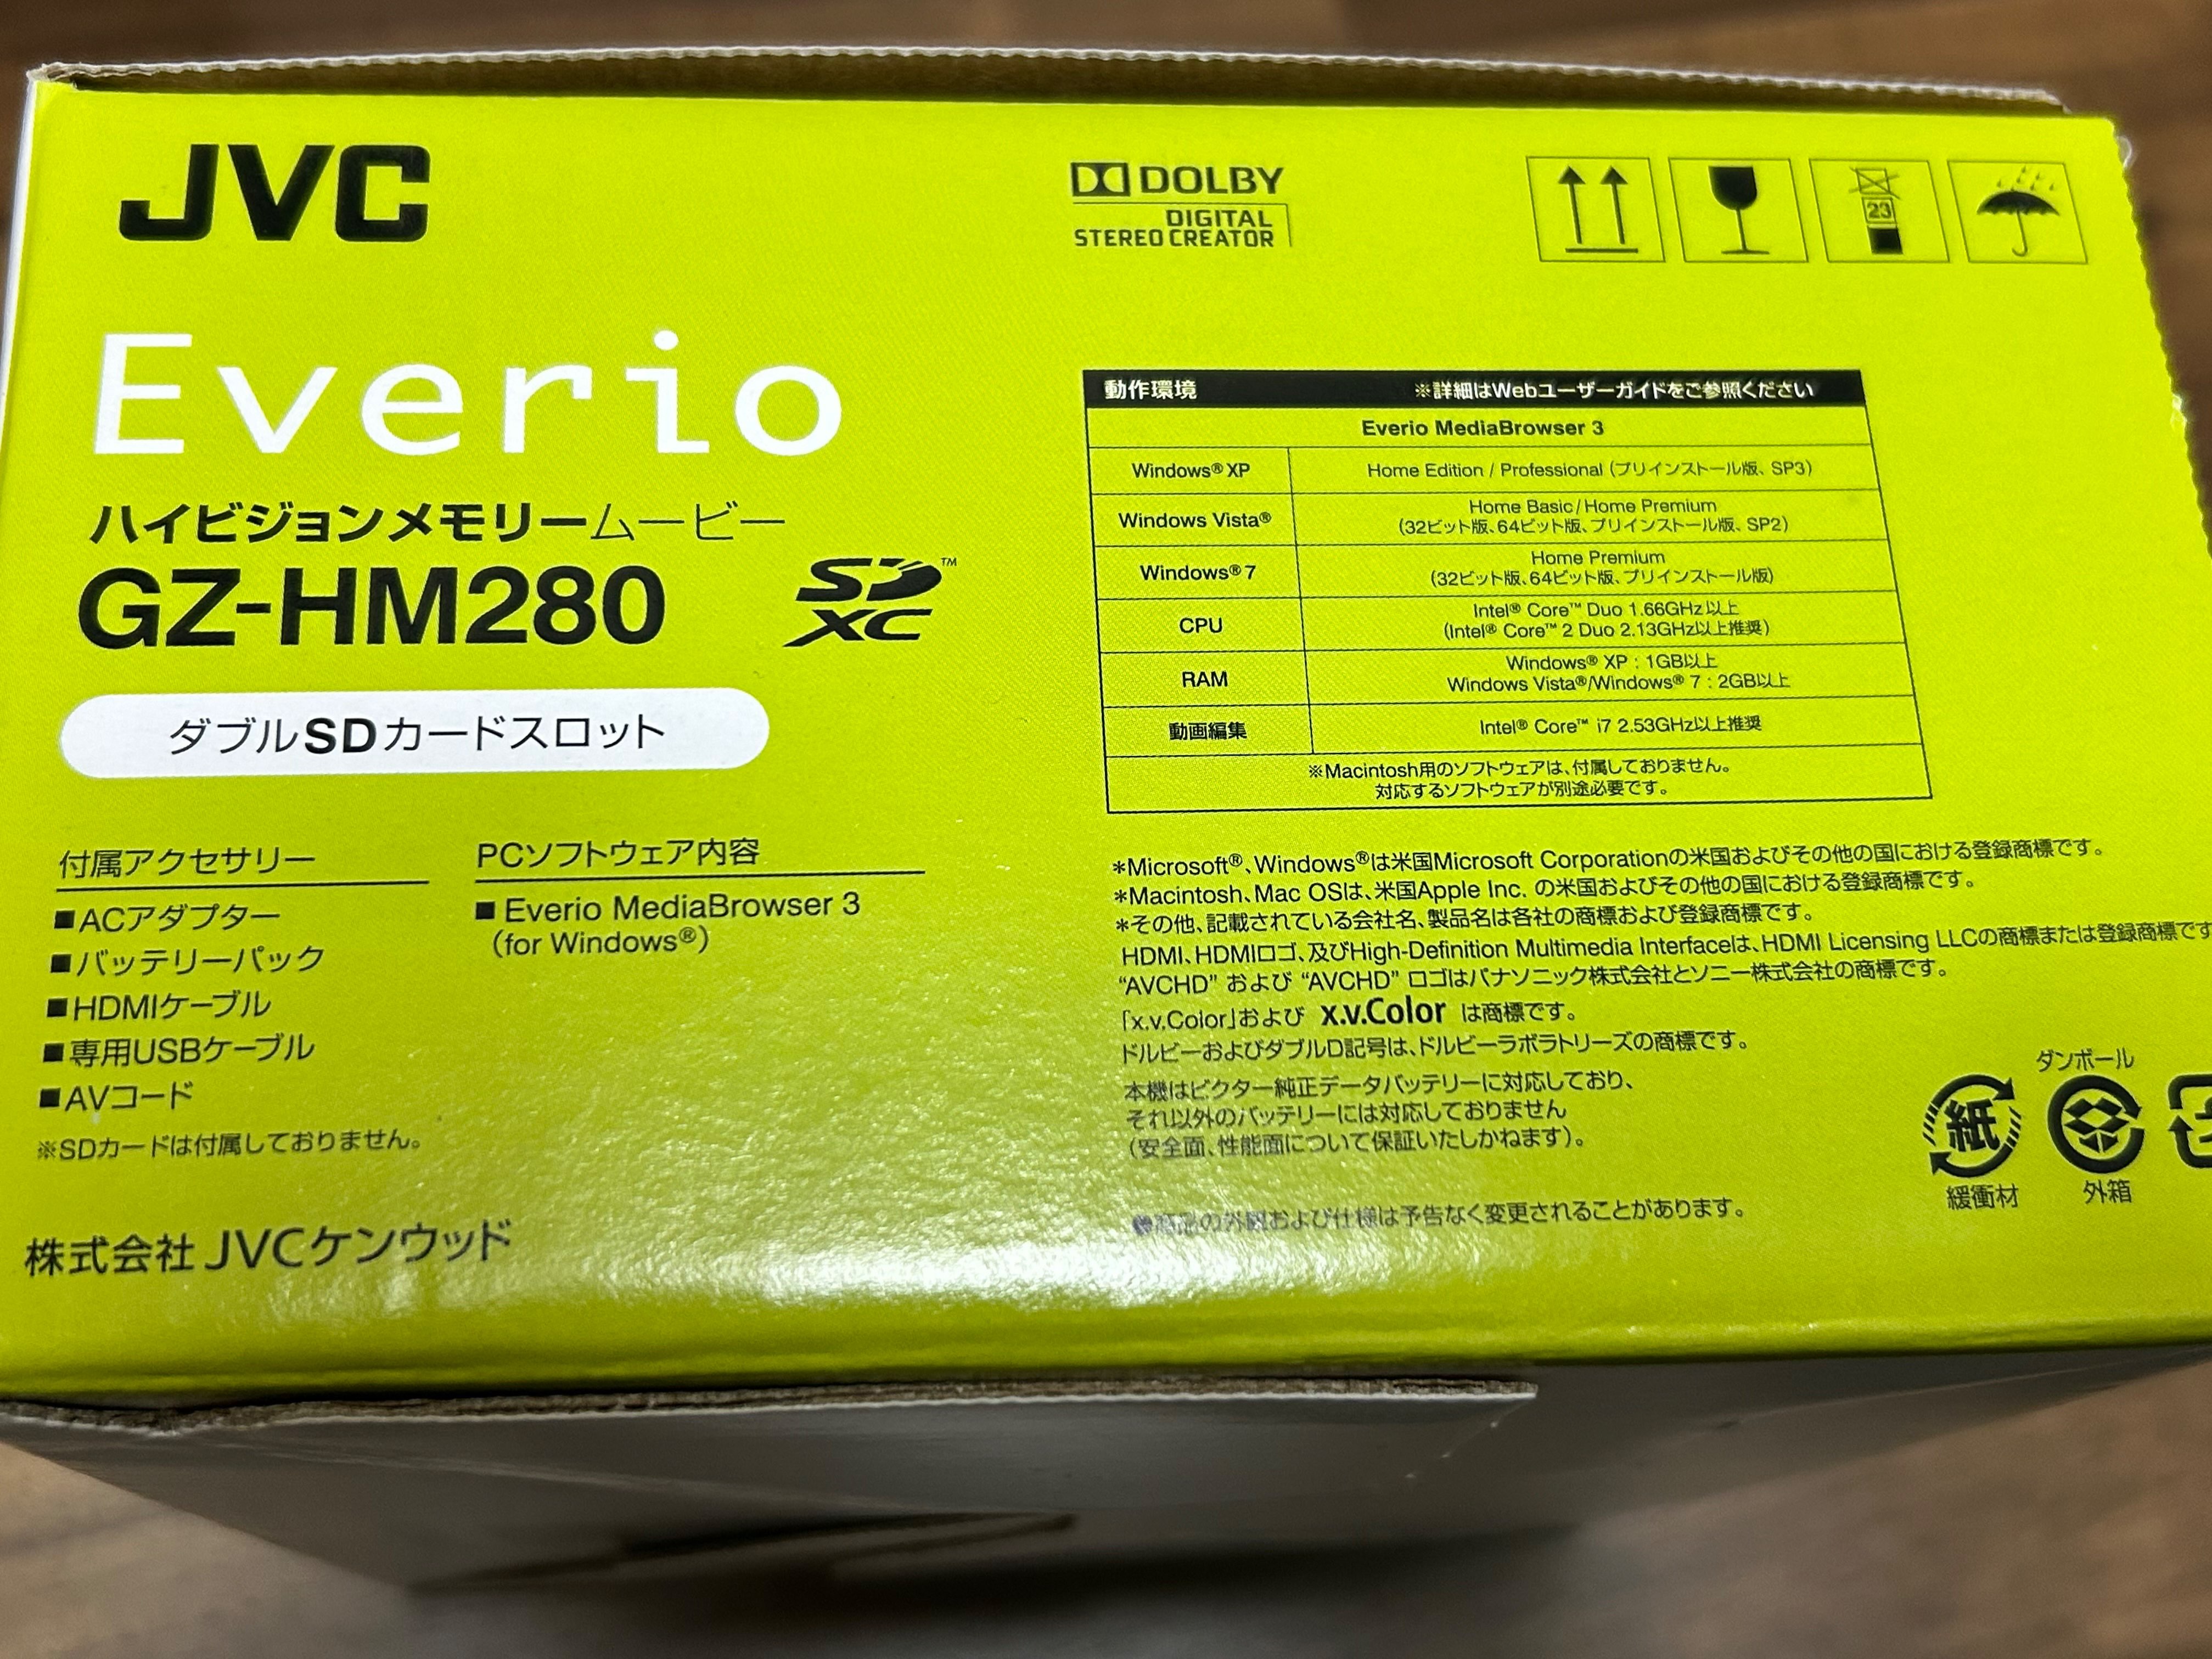 JVC
DOLBY
DIGITAL
STEREO CREATOR
23
Everio
ハイビジョンメモリームービー
GZ-HM280
SD XC™
ダブルSDカードスロット
付属アクセサリー
■ACアダプター
■バッテリーパック
■HDMIケーブル
■専用USBケーブル
■AVコード
※SDカードは付属しておりません。
PCソフトウェア内容
■Everio MediaBrowser 3
(for Windows®)
株式会社JVCケンウッド
動作環境 ※詳細はWebユーザーガイドをご参照ください
Everio MediaBrowser 3
Windows® XP Home Edition / Professional (プリインストール版、SP3)
Windows Vista® Home Basic / Home Premium
(32ビット版、64ビット版、プリインストール版、SP2)
Windows® 7 Home Premium
(32ビット版、64ビット版、プリインストール版)
CPU Intel® Core™ Duo 1.66GHz以上
(Intel® Core™ 2 Duo 2.13GHz以上推奨)
RAM Windows® XP : 1GB以上
Windows Vista®/Windows® 7 : 2GB以上
動画編集 Intel® Core™ i7 2.53GHz以上推奨
※Macintosh用のソフトウェアは、付属しておりません。
対応するソフトウェアが別途必要です。
*Microsoft®、Windows®は米国Microsoft Corporationの米国およびその他の国における登録商標です。
*Macintosh、Mac OSは、米国Apple Inc. の米国およびその他の国における登録商標です。
*その他、記載されている会社名、製品名は各社の商標および登録商標です。
HDMI、HDMIロゴ、及びHigh-Definition Multimedia Interfaceは、HDMI Licensing LLCの商標または登録商標です
"AVCHD" および "AVCHD" ロゴはパナソニック株式会社とソニー株式会社の商標です。
「x.v.Color」および x.v.Color は商標です。
ドルビーおよびダブルD記号は、ドルビーラボラトリーズの商標です。
本機はビクター純正データバッテリーに対応しており、
それ以外のバッテリーには対応しておりません
(安全面、性能面について保証いたしかねます)。
●商品の外観および仕様は予告なく変更されることがあります。
紙
緩衝材
ダンボール
外箱